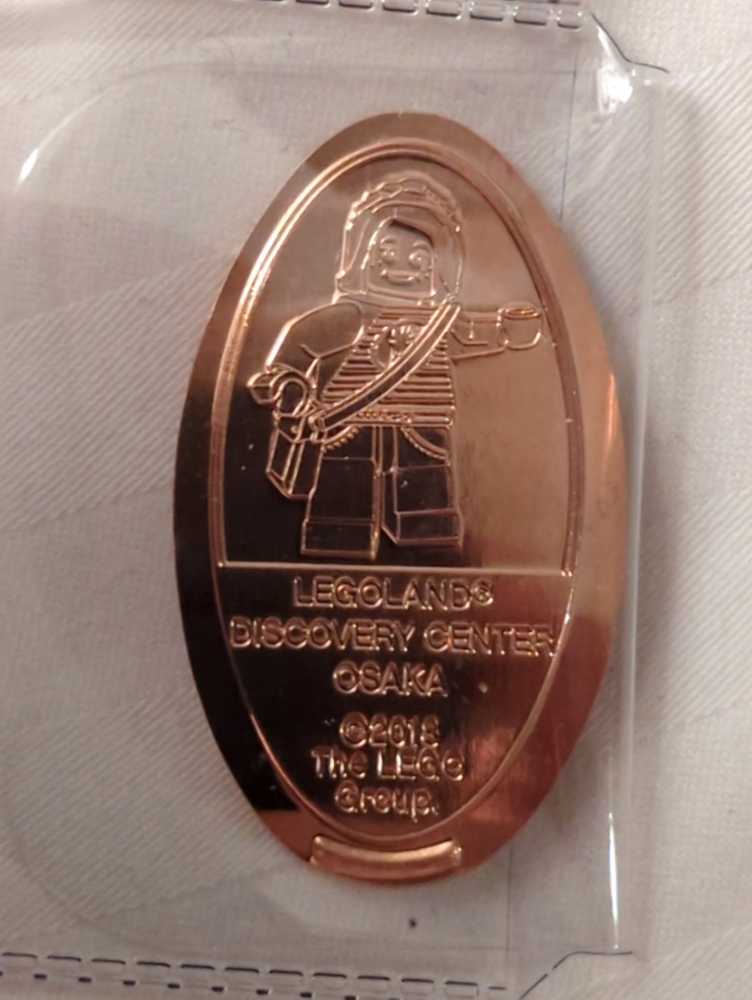 LEGOLAND®
DISCOVERY CENTER
OSAKA
©2018
The LEGO
Group.